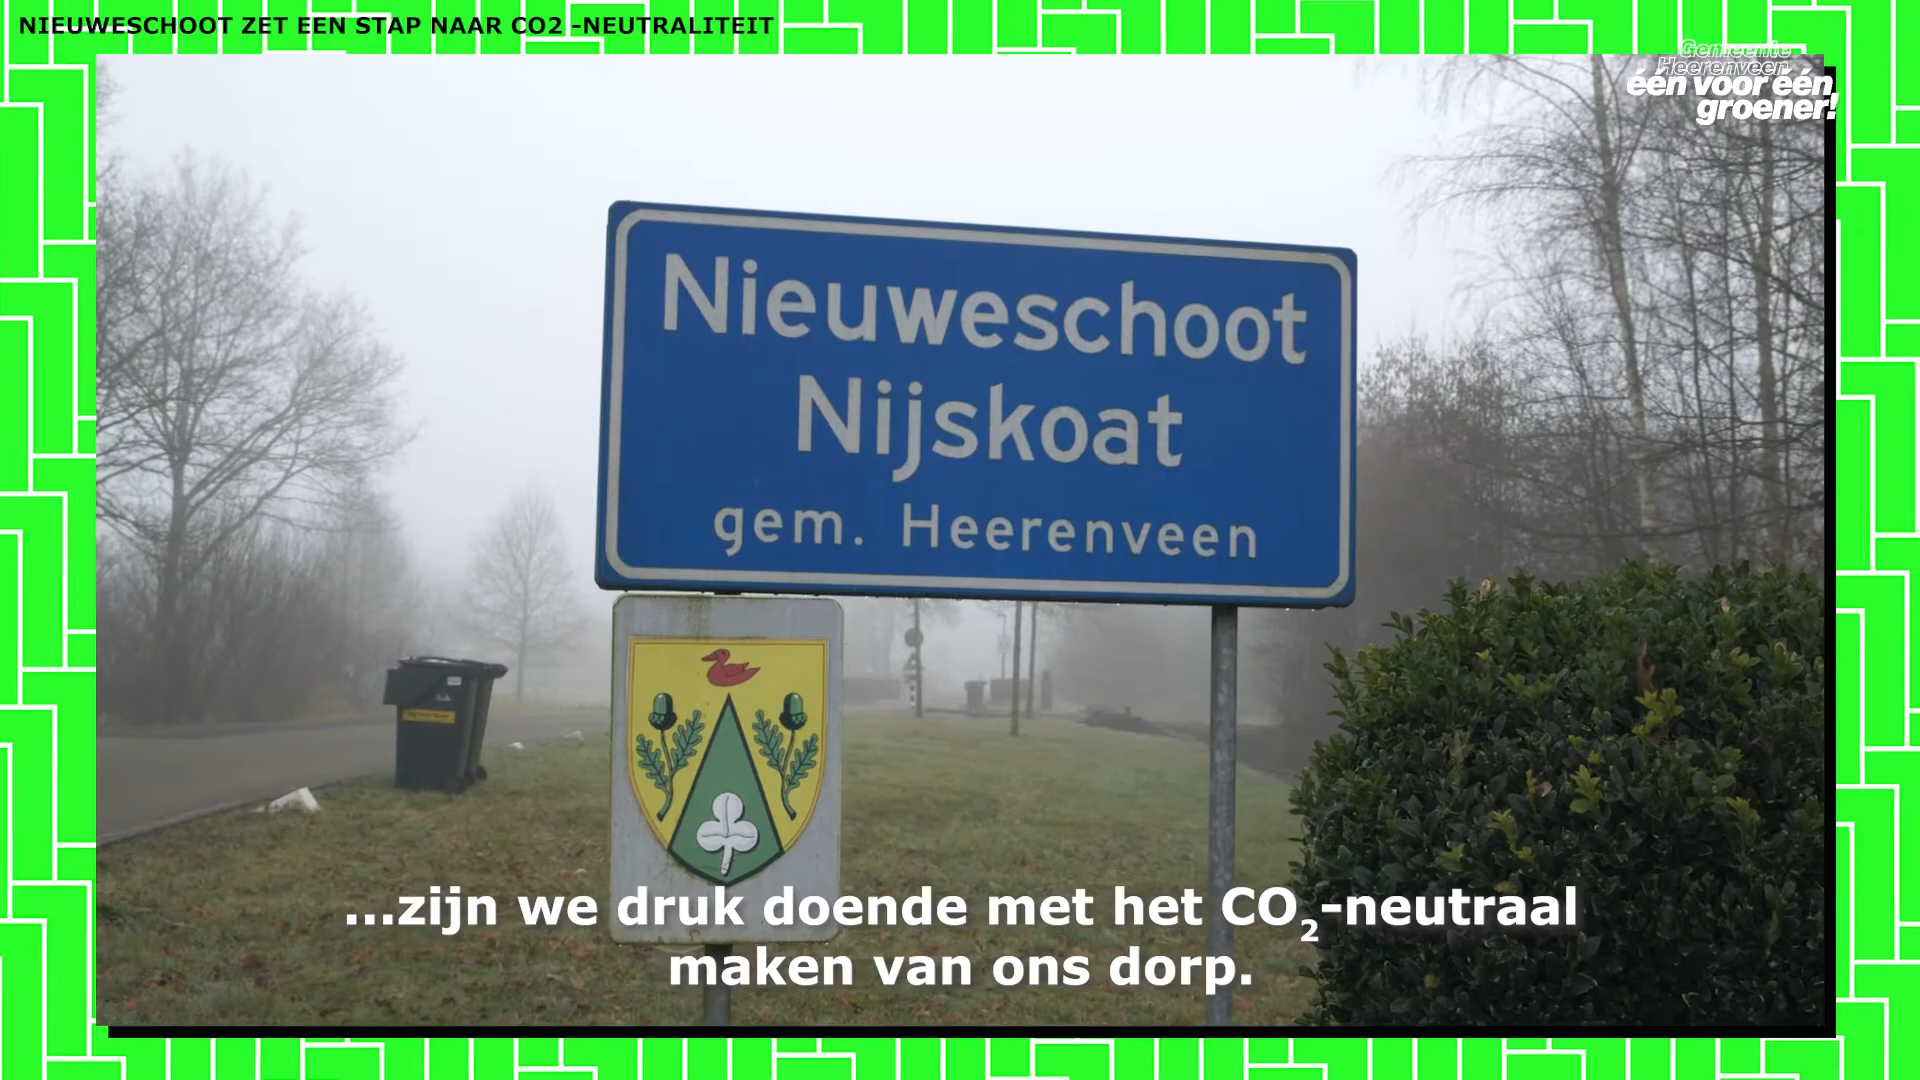 NIEUWESCHOOT ZET EEN STAP NAAR CO2 -NEUTRALITEIT
Gemeente
Heerenveen
één voor één
groener!
Nieuweschoot
Nijskoat
gem. Heerenveen
...zijn we druk doende met het CO₂-neutraal
maken van ons dorp.